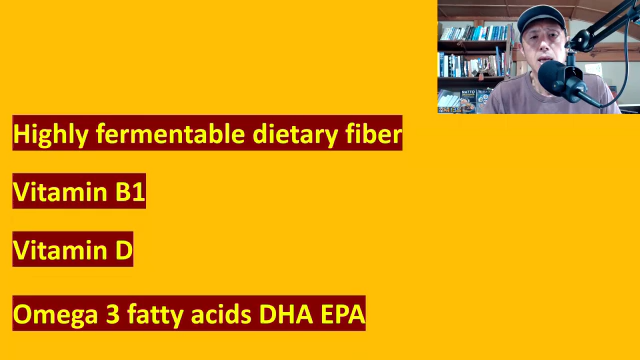 Highly fermentable dietary fiber
Vitamin B1
Vitamin D
Omega 3 fatty acids DHA EPA